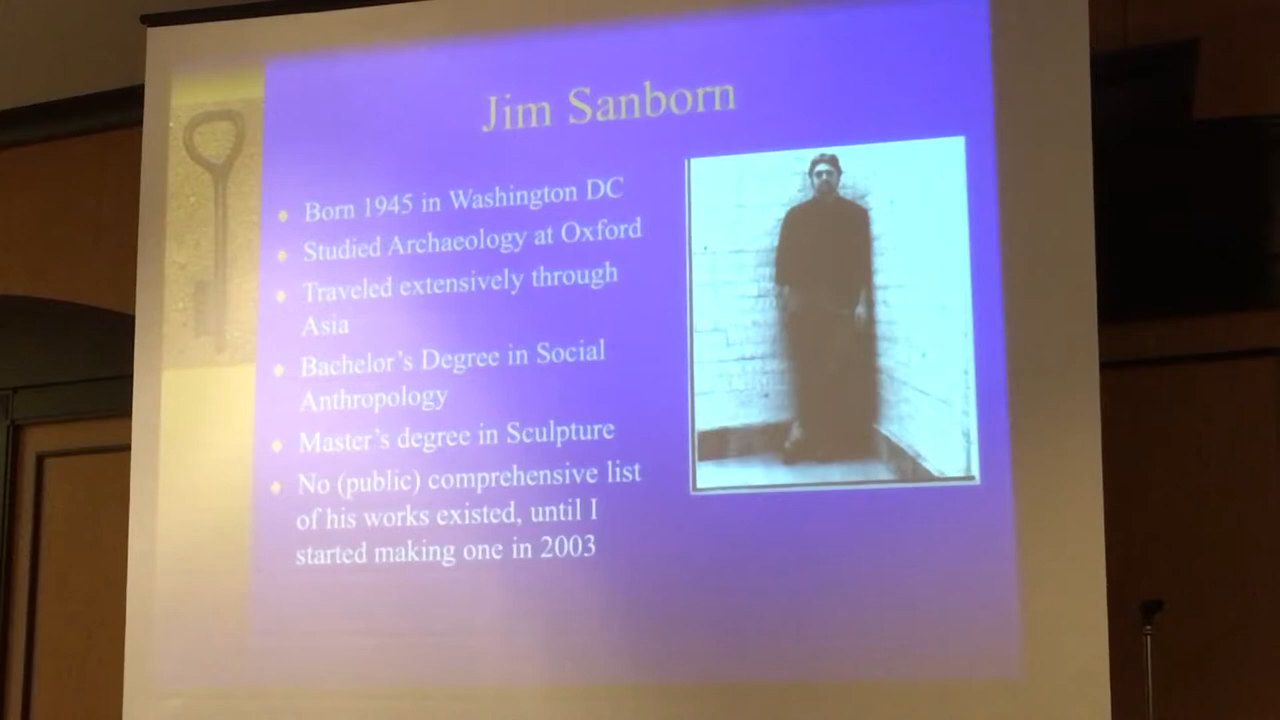 Jim Sanborn
Born 1945 in Washington DC
Studied Archaeology at Oxford
Traveled extensively through
Asia
Bachelor's Degree in Social
Anthropology
Master's degree in Sculpture
No (public) comprehensive list
of his works existed, until I
started making one in 2003